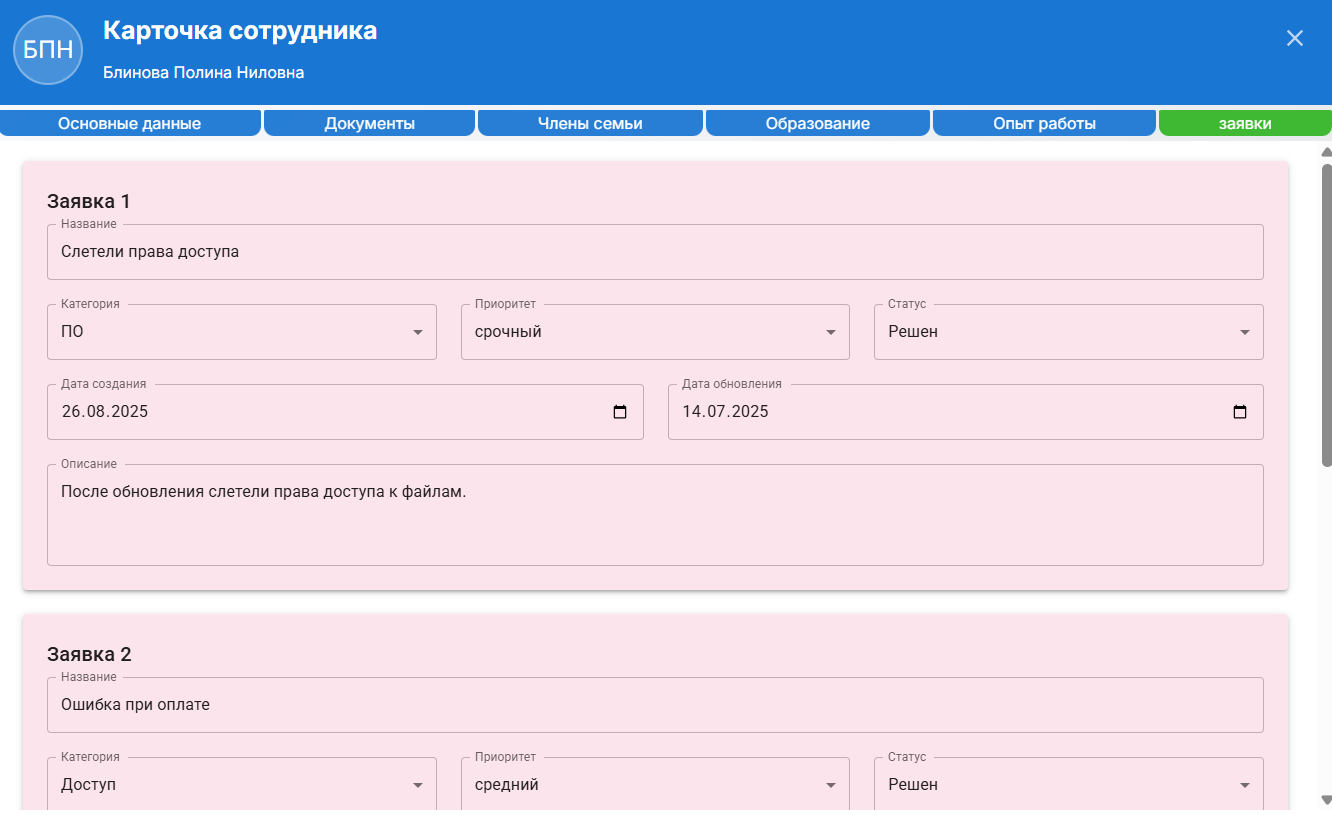 БПН
Карточка сотрудника
Блинова Полина Ниловна
Основные данные
Документы
Члены семьи
Образование
Опыт работы
заявки
Заявка 1
Название
Слетели права доступа
Категория
Приоритет
Статус
ПО
срочный
Решен
Дата создания
Дата обновления
26.08.2025
14.07.2025
Описание
После обновления слетели права доступа к файлам.
Заявка 2
Название
Ошибка при оплате
Категория
Приоритет
Статус
Доступ
средний
Решен